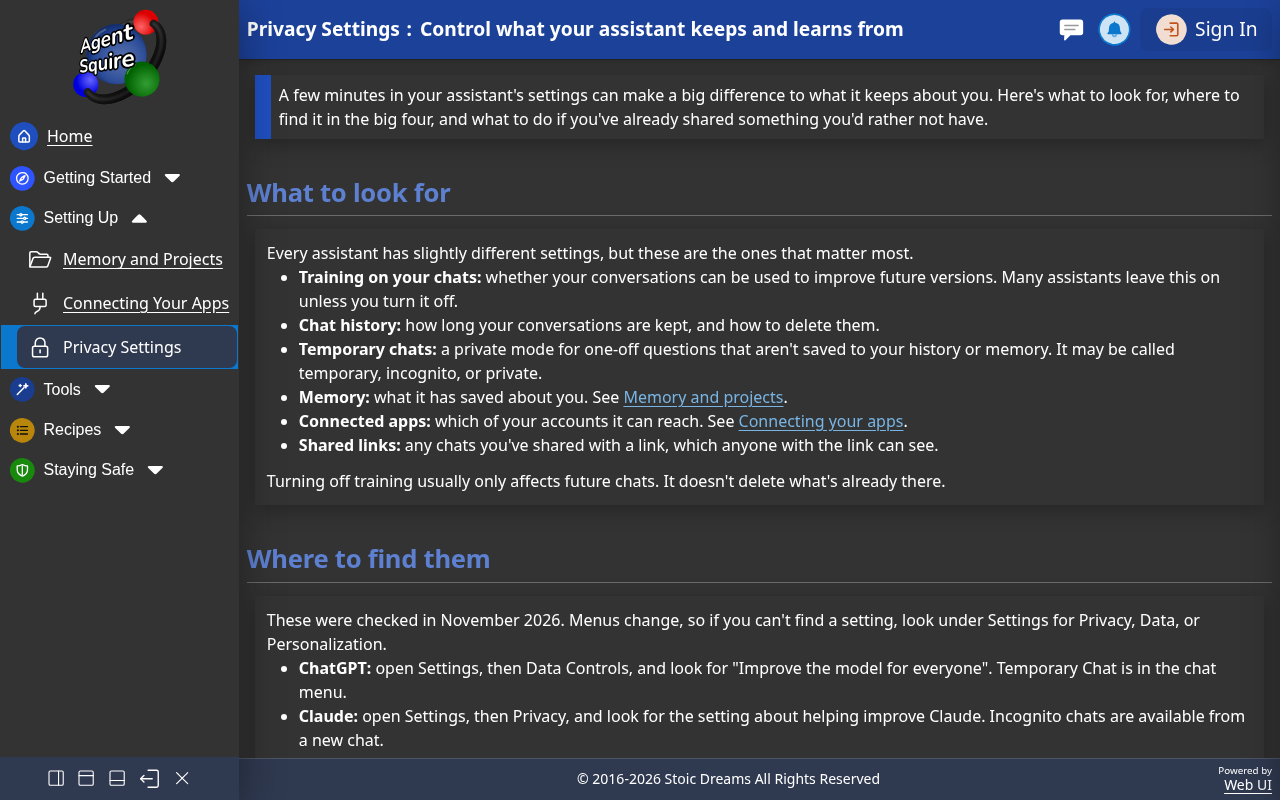 Agent
Squire
Home
Getting Started
Setting Up
Memory and Projects
Connecting Your Apps
Privacy Settings
Tools
Recipes
Staying Safe
Privacy Settings : Control what your assistant keeps and learns from
Sign In
A few minutes in your assistant's settings can make a big difference to what it keeps about you. Here's what to look for, where to
find it in the big four, and what to do if you've already shared something you'd rather not have.
What to look for
Every assistant has slightly different settings, but these are the ones that matter most.
Training on your chats: whether your conversations can be used to improve future versions. Many assistants leave this on
unless you turn it off.
Chat history: how long your conversations are kept, and how to delete them.
Temporary chats: a private mode for one-off questions that aren't saved to your history or memory. It may be called
temporary, incognito, or private.
Memory: what it has saved about you. See Memory and projects.
Connected apps: which of your accounts it can reach. See Connecting your apps.
Shared links: any chats you've shared with a link, which anyone with the link can see.
Turning off training usually only affects future chats. It doesn't delete what's already there.
Where to find them
These were checked in November 2026. Menus change, so if you can't find a setting, look under Settings for Privacy, Data, or
Personalization.
ChatGPT: open Settings, then Data Controls, and look for "Improve the model for everyone". Temporary Chat is in the chat
menu.
Claude: open Settings, then Privacy, and look for the setting about helping improve Claude. Incognito chats are available from
a new chat.
© 2016-2026 Stoic Dreams All Rights Reserved
Powered by
Web UI